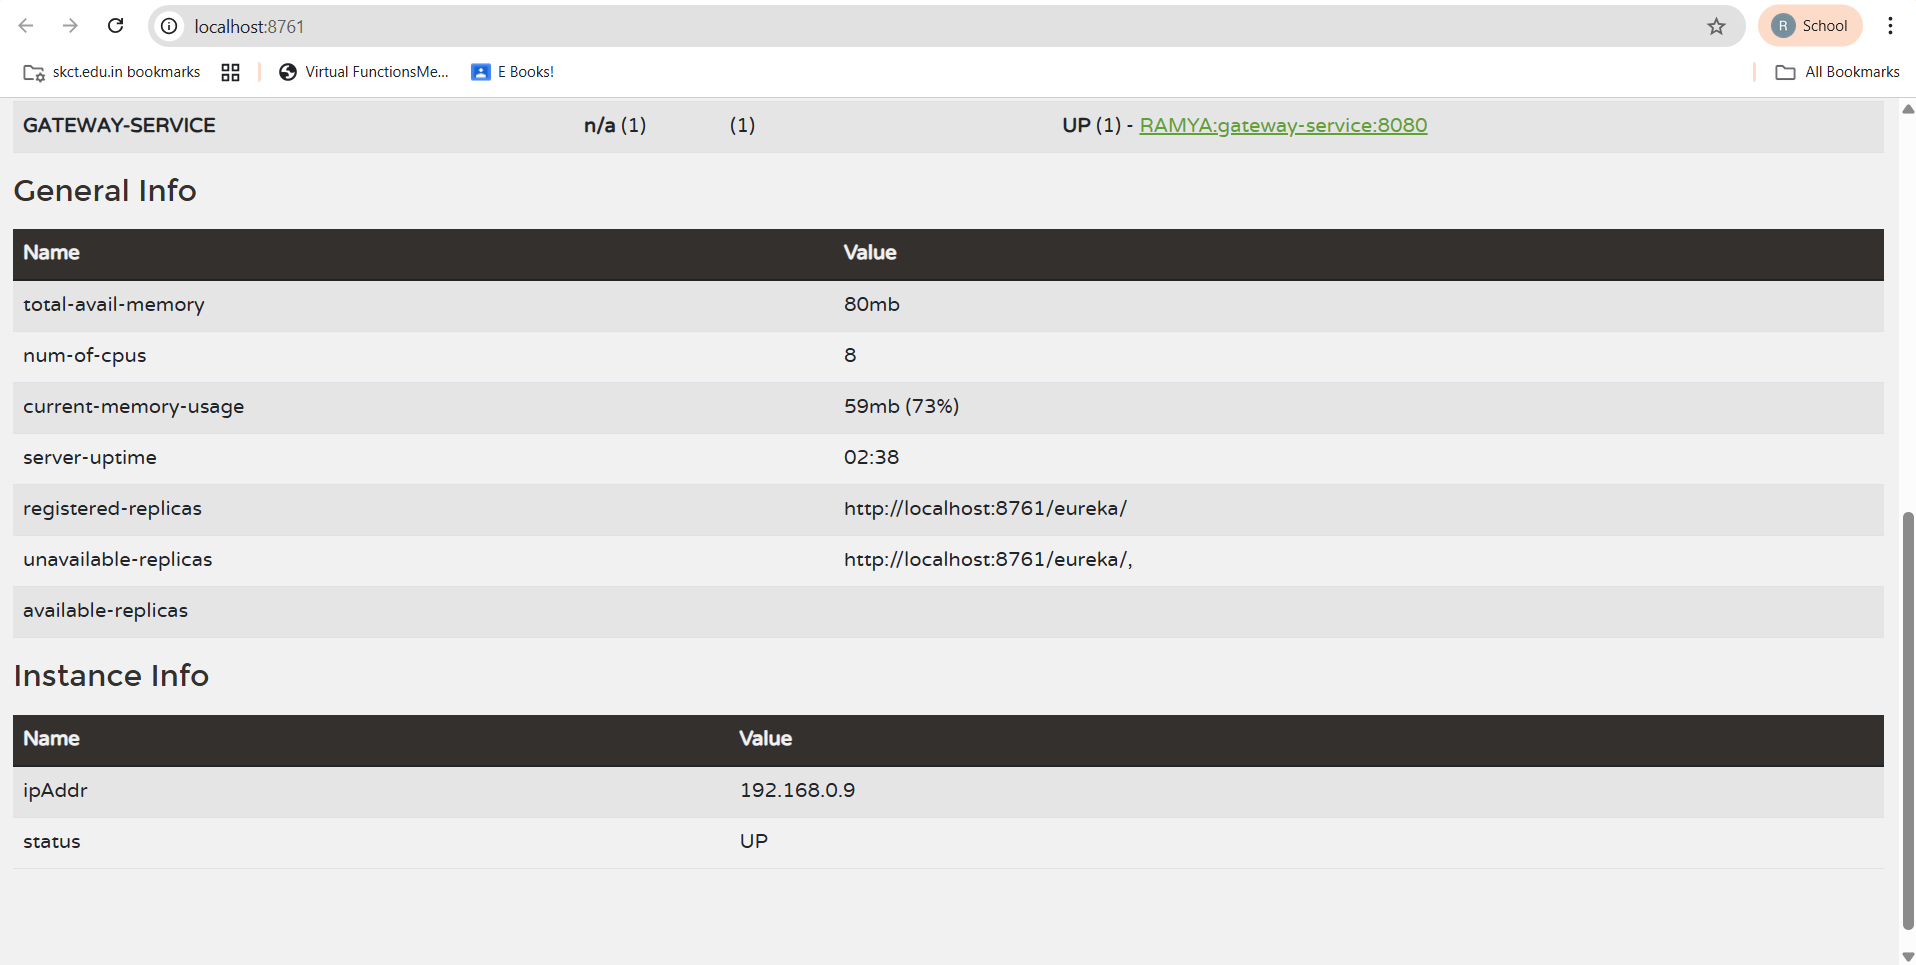 localhost:8761
R School
skct.edu.in bookmarks Virtual FunctionsMe... E Books! All Bookmarks
GATEWAY-SERVICE n/a (1) (1) UP (1) - RAMYA:gateway-service:8080
General Info
Name Value
total-avail-memory 80mb
num-of-cpus 8
current-memory-usage 59mb (73%)
server-uptime 02:38
registered-replicas http://localhost:8761/eureka/
unavailable-replicas http://localhost:8761/eureka/,
available-replicas
Instance Info
Name Value
ipAddr 192.168.0.9
status UP